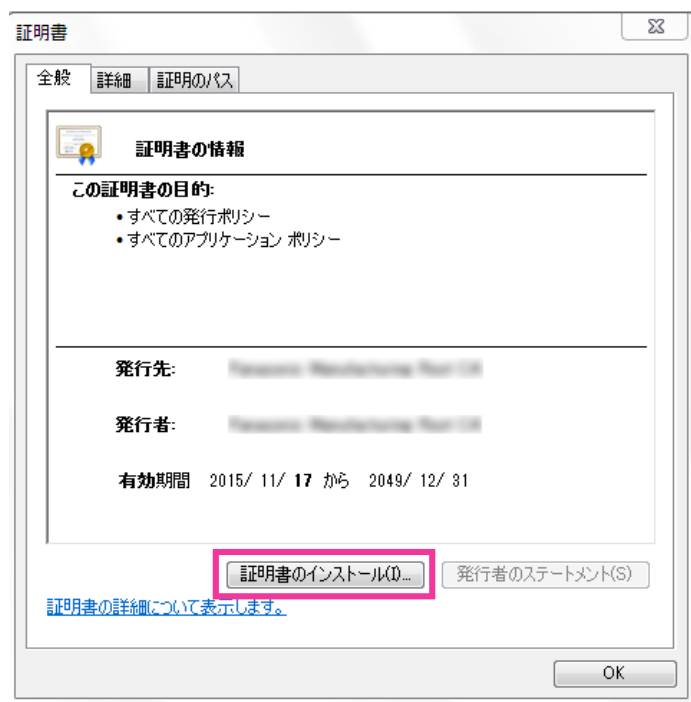 証明書
全般 詳細 証明のパス
証明書の情報
この証明書の目的:
• すべての発行ポリシー
• すべてのアプリケーション ポリシー
発行先:
発行者:
有効期間 2015/ 11/ 17 から 2049/ 12/ 31
証明書のインストール(I)... 発行者のステートメント(S)
証明書の詳細について表示します。
OK